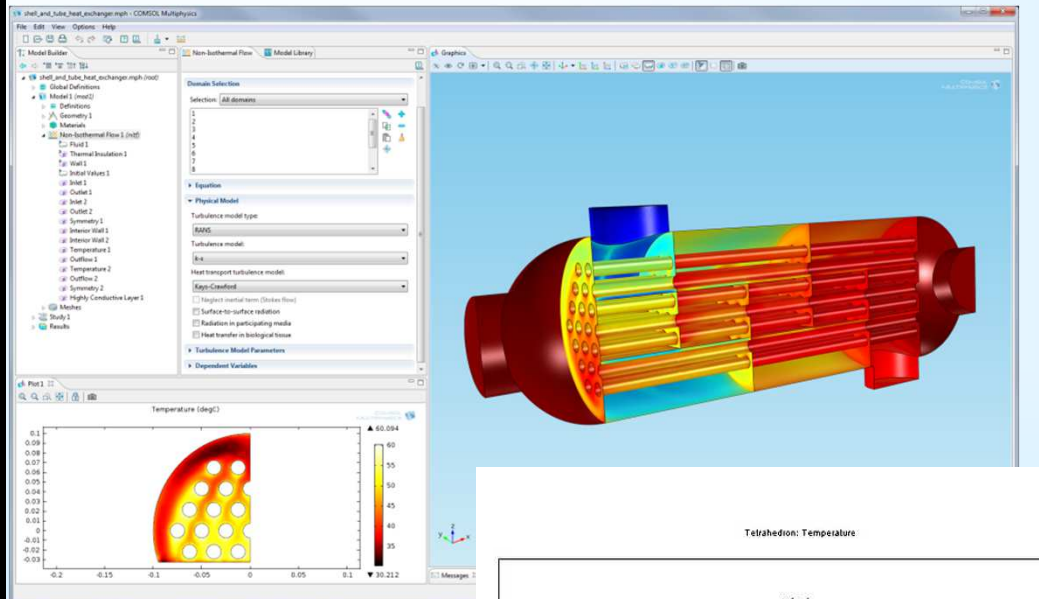 shell_and_tube_heat_exchanger.mph - COMSOL Multiphysics
File Edit View Options Help
Model Builder
shell_and_tube_heat_exchanger.mph (root)
Global Definitions
Model 1 (mod1)
Definitions
Geometry 1
Materials
Non-Isothermal Flow 1 (nitf)
Fluid 1
Thermal Insulation 1
Wall 1
Initial Values 1
Inlet 1
Outlet 1
Inlet 2
Outlet 2
Symmetry 1
Interior Wall 1
Interior Wall 2
Temperature 1
Outflow 1
Temperature 2
Outflow 2
Symmetry 2
Highly Conductive Layer 1
Meshes
Study 1
Results
Non-Isothermal Flow
Model Library
Domain Selection
Selection: All domains
1
2
3
4
5
6
7
8
Equation
Physical Model
Turbulence model type:
RANS
Turbulence model:
k-ε
Heat transport turbulence model:
Kays-Crawford
Neglect inertial term (Stokes flow)
Surface-to-surface radiation
Radiation in participating media
Heat transfer in biological tissue
Turbulence Model Parameters
Dependent Variables
Graphics
COMSOL
MULTIPHYSICS
y z x
Messages
Plot 1
Temperature (degC)
▲ 60.094
60
55
50
45
40
35
▼ 30.212
0.1
0.09
0.08
0.07
0.06
0.05
0.04
0.03
0.02
0.01
0
-0.01
-0.02
-0.03
-0.2 -0.15 -0.1 -0.05 0 0.05 0.1
Tetrahedron: Temperature